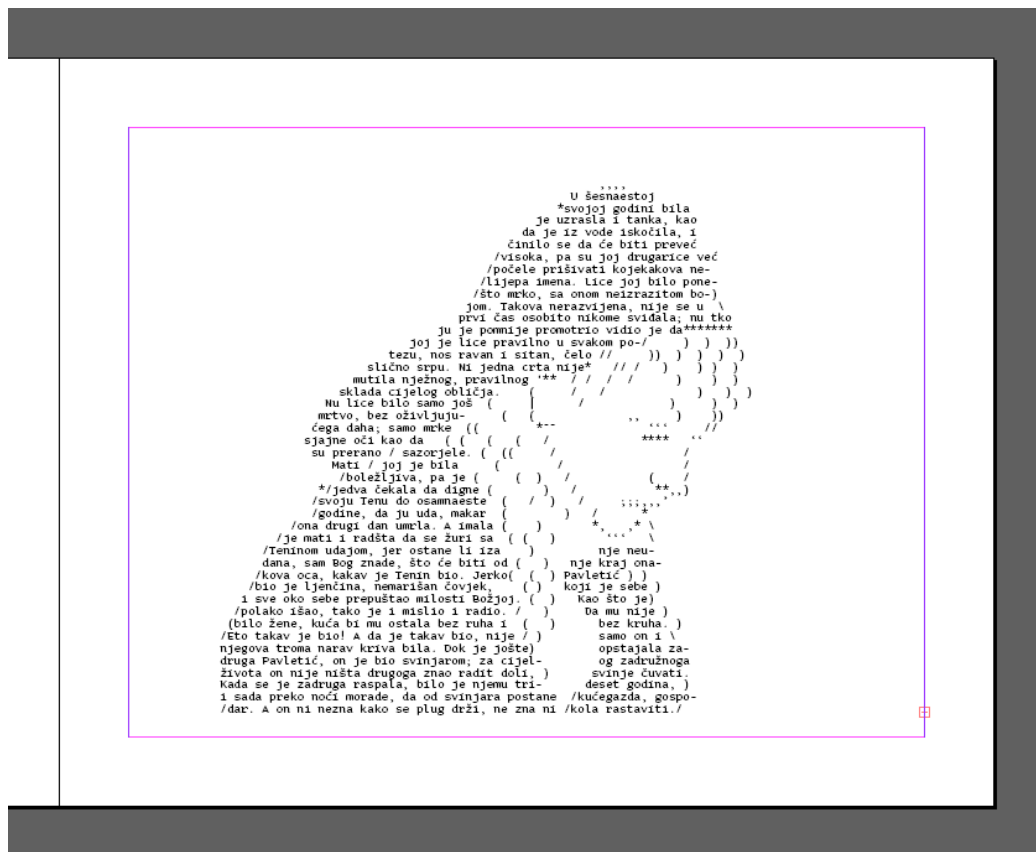 ,,,,
U šesnaestoj
*svojoj godini bila
je uzrasla i tanka, kao
da je iz vode iskočila, i
činilo se da će biti preveć
/visoka, pa su joj drugarice već
/počele prišivati kojekakova ne-
/lijepa imena. Lice joj bilo pone-
/što mrko, sa onom neizrazitom bo-)
jom. Takova nerazvijena, nije se u \
prvi čas osobito nikome sviđala; nu tko
ju je pomnije promotrio vidio je da*******
joj je lice pravilno u svakom po-/ ) ) ))
tezu, nos ravan i sitan, čelo // )) ) ) ) )
slično srpu. Ni jedna crta nije* // / ) ) ) )
mutila nježnog, pravilnog '** / / / / ) ) )
sklada cijelog obličja. ( / / ) ) )
Nu lice bilo samo još ( | / ) ) )
mrtvo, bez oživljuju- ( ( ,, ) ))
ćega daha; samo mrke (( *-- ‘‘‘ //
sjajne oči kao da ( ( ( ( / **** ‘‘
su prerano / sazorjele. ( (( / /
Mati / joj je bila ( / /
/boležljiva, pa je ( ( ) / ( /
*/jedva čekala da digne ( ) / **,,)
/svoju Tenu do osamnaeste ( / ) / ;;;,,,’
/godine, da ju uda, makar ( ) / *
/ona drugi dan umrla. A imala ( ) *, ,* \
/je mati i radšta da se žuri sa ( ( ) ‘‘‘ \
/Teninom udajom, jer ostane li iza ) nje neu-
dana, sam Bog znade, što će biti od ( ) nje kraj ona-
/kova oca, kakav je Tenin bio. Jerko( ( ) Pavletić ) )
/bio je ljenčina, nemarišan čovjek, ( ) koji je sebe )
i sve oko sebe prepuštao milosti Božjoj. ( ) Kao što je)
/polako išao, tako je i mislio i radio. / ) Da mu nije )
(bilo žene, kuća bi mu ostala bez ruha i ( ) bez kruha. )
/Eto takav je bio! A da je takav bio, nije / ) samo on i \
njegova troma narav kriva bila. Dok je jošte) opstajala za-
druga Pavletić, on je bio svinjarom; za cijel- og zadružnoga
života on nije ništa drugoga znao radit doli, ) svinje čuvati.
Kada se je zadruga raspala, bilo je njemu tri- deset godina, )
i sada preko noći morade, da od svinjara postane /kućegazda, gospo-
/dar. A on ni nezna kako se plug drži, ne zna ni /kola rastaviti./